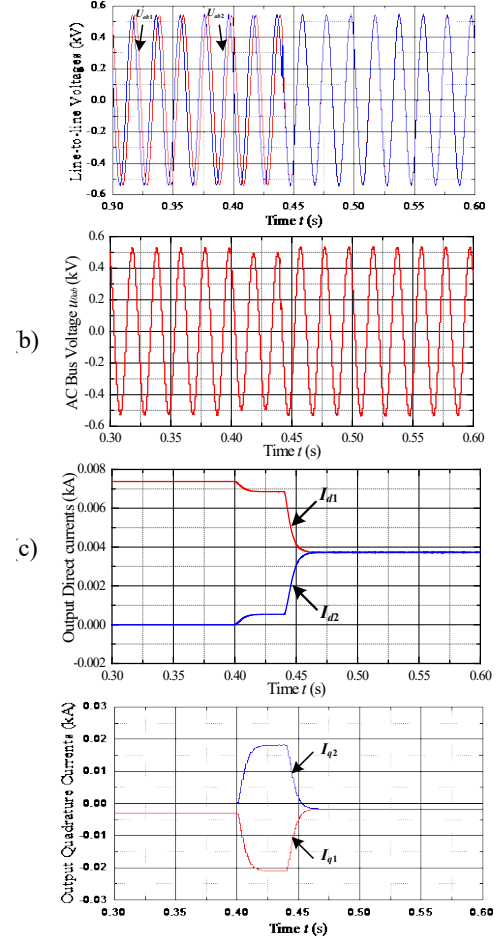 Line-to-line Voltages (kV)
Uab1 Uab2
0.6
0.4
0.2
0.0
-0.2
-0.4
-0.6
0.30 0.35 0.40 0.45 0.50 0.55 0.60
Time t (s)
b)
AC Bus Voltage u0ab (kV)
0.6
0.4
0.2
0.0
-0.2
-0.4
-0.6
0.30 0.35 0.40 0.45 0.50 0.55 0.60
Time t (s)
(c)
Output Direct currents (kA)
0.008
0.006
0.004
0.002
0.000
-0.002
Id1
Id2
0.30 0.35 0.40 0.45 0.50 0.55 0.60
Time t (s)
Output Quadrature Currents (kA)
0.03
0.02
0.01
0.00
-0.01
-0.02
-0.03
Iq2
Iq1
0.30 0.35 0.40 0.45 0.50 0.55 0.60
Time t (s)